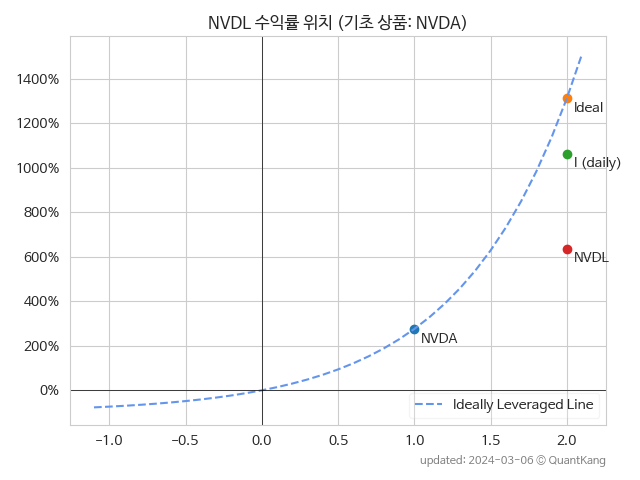 NVDL 수익률 위치 (기초 상품: NVDA)
1400%
1200%
1000%
800%
600%
400%
200%
0%
Ideal
I (daily)
NVDL
NVDA
Ideally Leveraged Line
−1.0
−0.5
0.0
0.5
1.0
1.5
2.0
updated: 2024-03-06 ⓒ QuantKang